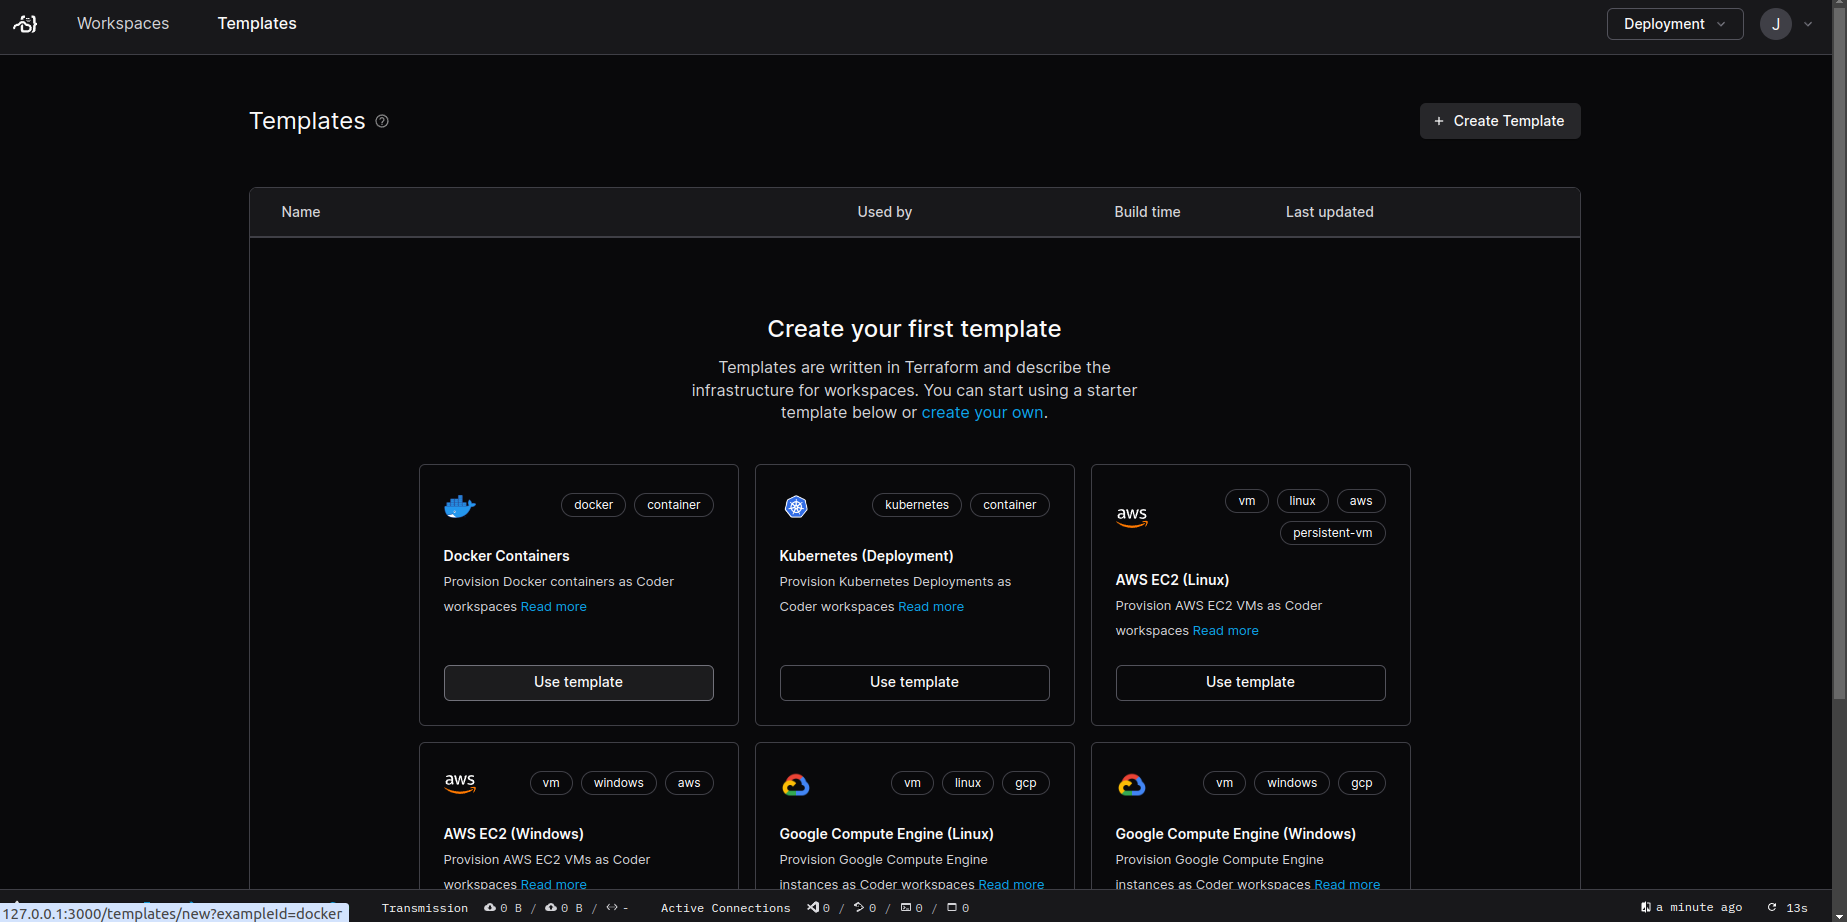 Workspaces
Templates
Deployment
J
Templates
+ Create Template
Name
Used by
Build time
Last updated
Create your first template
Templates are written in Terraform and describe the
infrastructure for workspaces. You can start using a starter
template below or create your own.
docker
container
Docker Containers
Provision Docker containers as Coder
workspaces Read more
Use template
kubernetes
container
Kubernetes (Deployment)
Provision Kubernetes Deployments as
Coder workspaces Read more
Use template
aws
vm
linux
aws
persistent-vm
AWS EC2 (Linux)
Provision AWS EC2 VMs as Coder
workspaces Read more
Use template
aws
vm
windows
aws
AWS EC2 (Windows)
Provision AWS EC2 VMs as Coder
workspaces Read more
vm
linux
gcp
Google Compute Engine (Linux)
Provision Google Compute Engine
instances as Coder workspaces Read more
vm
windows
gcp
Google Compute Engine (Windows)
Provision Google Compute Engine
instances as Coder workspaces Read more
127.0.0.1:3000/templates/new?exampleId=docker
Transmission 0 B / 0 B / -
Active Connections 0 / 0 / 0 / 0
a minute ago
13s